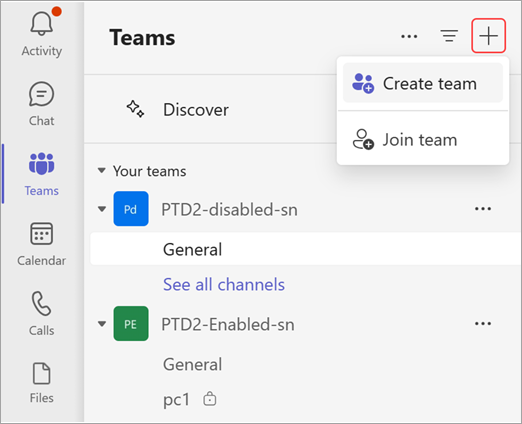 Activity
Chat
Teams
Calendar
Calls
Files
Teams
Create team
Join team
Discover
Your teams
Pd PTD2-disabled-sn
General
See all channels
PE PTD2-Enabled-sn
General
pc1